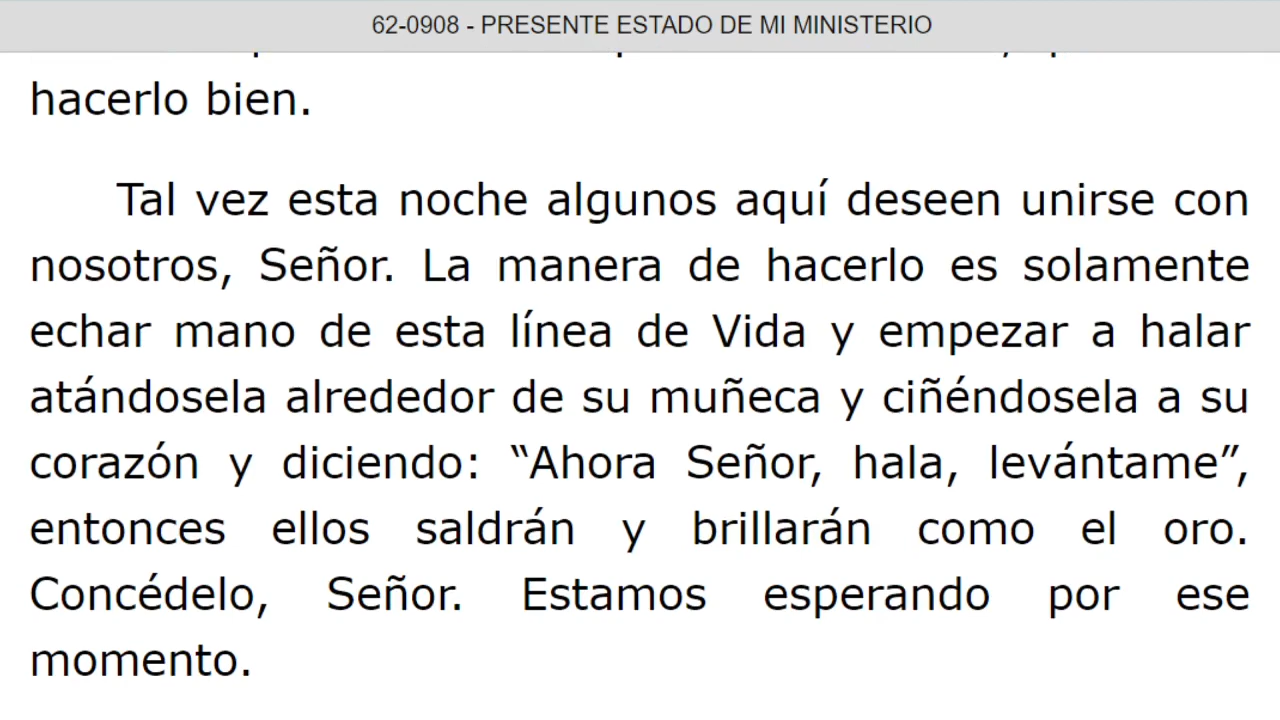 62-0908 - PRESENTE ESTADO DE MI MINISTERIO
hacerlo bien.
Tal vez esta noche algunos aquí deseen unirse con
nosotros, Señor. La manera de hacerlo es solamente
echar mano de esta línea de Vida y empezar a halar
atándosela alrededor de su muñeca y ciñéndosela a su
corazón y diciendo: “Ahora Señor, hala, levántame”,
entonces ellos saldrán y brillarán como el oro.
Concédelo, Señor. Estamos esperando por ese
momento.